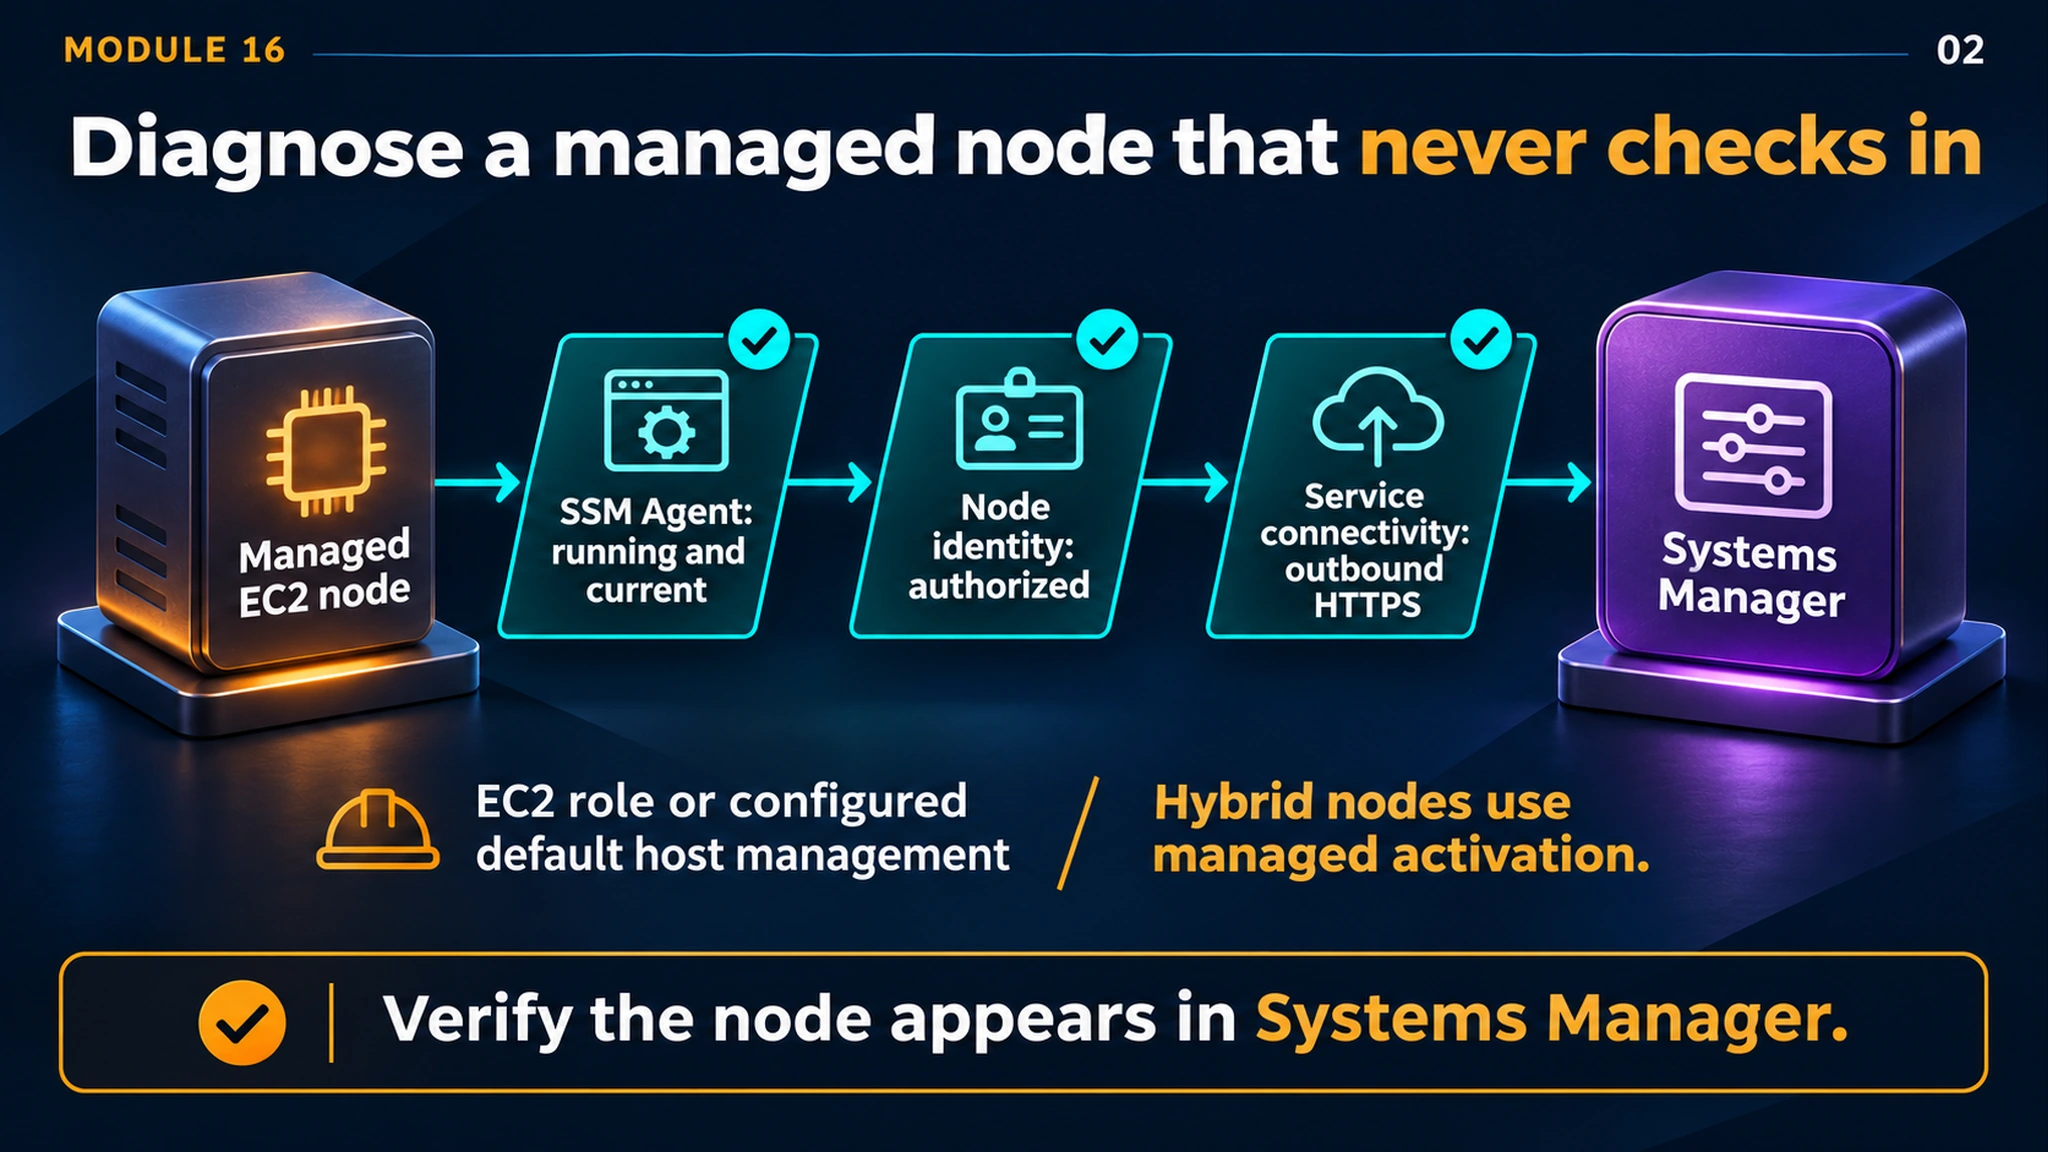 MODULE 16
02
Diagnose a managed node that never checks in
Managed
EC2 node
SSM Agent:
running and
current
Node
identity:
authorized
Service
connectivity:
outbound
HTTPS
Systems
Manager
EC2 role or configured
default host management
Hybrid nodes use
managed activation.
Verify the node appears in Systems Manager.